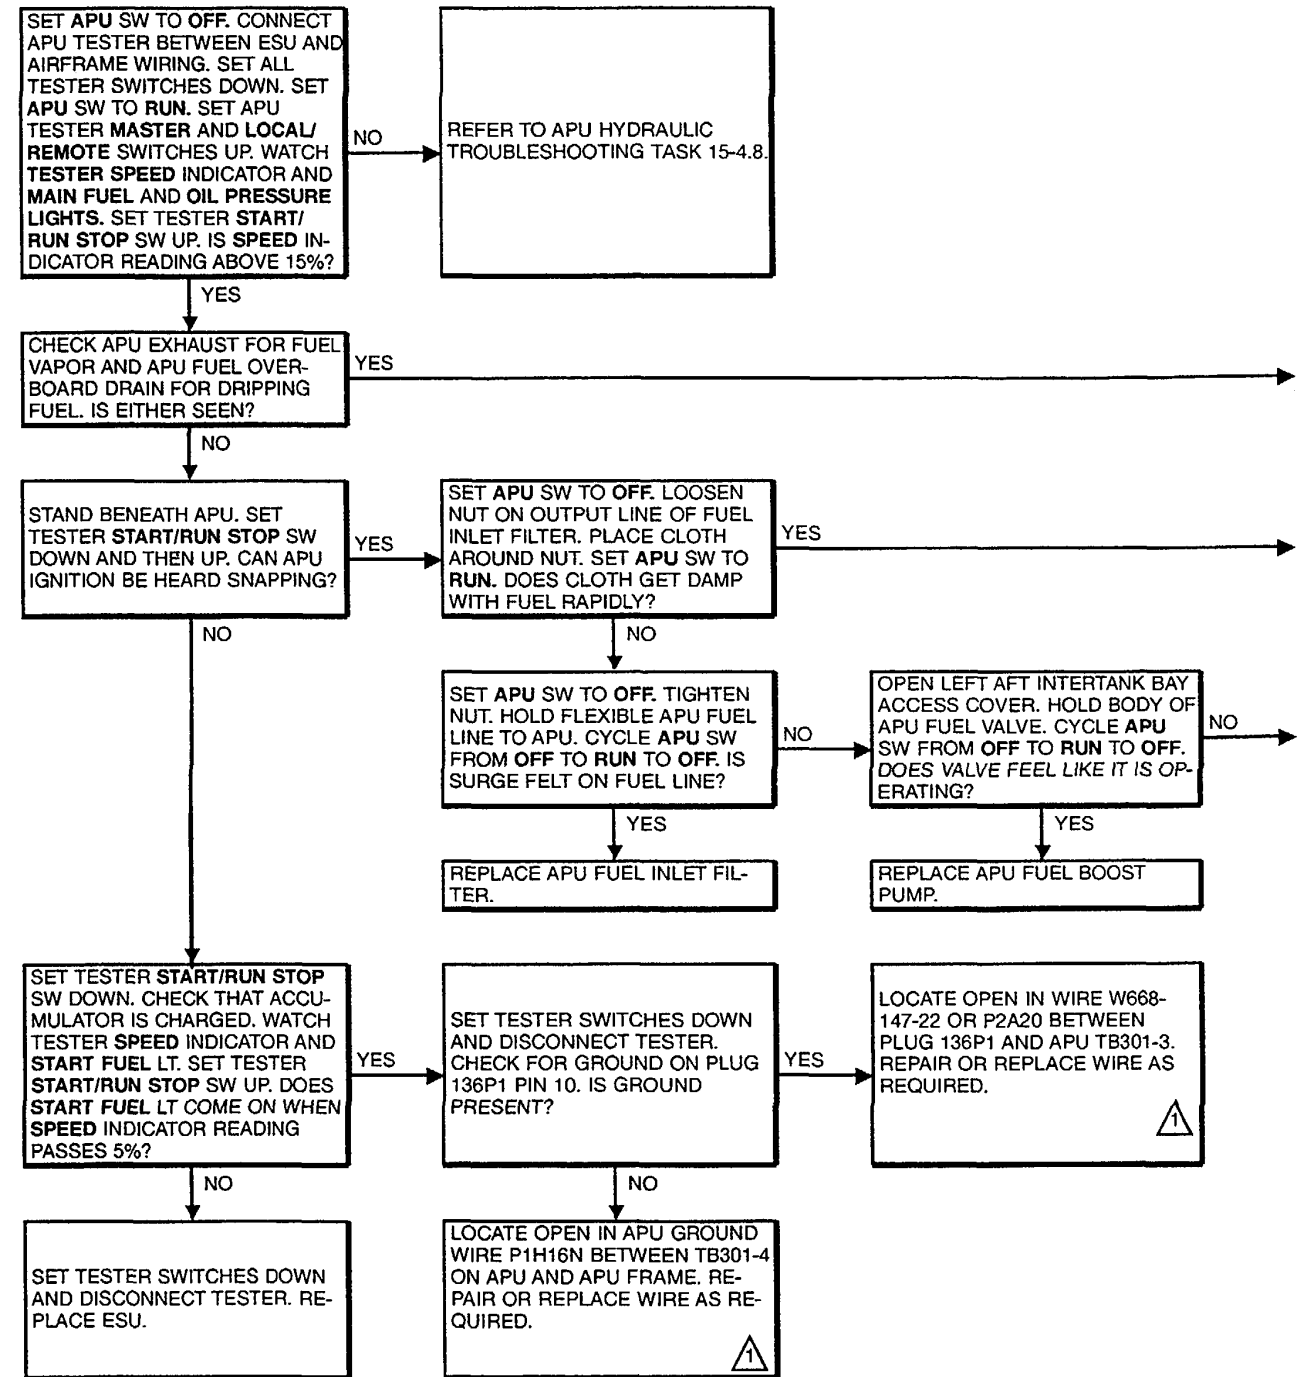 SET APU SW TO OFF. CONNECT
APU TESTER BETWEEN ESU AND
AIRFRAME WIRING. SET ALL
TESTER SWITCHES DOWN. SET
APU SW TO RUN. SET APU
TESTER MASTER AND LOCAL/
REMOTE SWITCHES UP. WATCH
TESTER SPEED INDICATOR AND
MAIN FUEL AND OIL PRESSURE
LIGHTS. SET TESTER START/
RUN STOP SW UP. IS SPEED IN-
DICATOR READING ABOVE 15%?
NO
REFER TO APU HYDRAULIC
TROUBLESHOOTING TASK 15-4.8.
YES
CHECK APU EXHAUST FOR FUEL
VAPOR AND APU FUEL OVER-
BOARD DRAIN FOR DRIPPING
FUEL. IS EITHER SEEN?
YES
NO
STAND BENEATH APU. SET
TESTER START/RUN STOP SW
DOWN AND THEN UP. CAN APU
IGNITION BE HEARD SNAPPING?
YES
SET APU SW TO OFF. LOOSEN
NUT ON OUTPUT LINE OF FUEL
INLET FILTER. PLACE CLOTH
AROUND NUT. SET APU SW TO
RUN. DOES CLOTH GET DAMP
WITH FUEL RAPIDLY?
YES
NO
NO
SET APU SW TO OFF. TIGHTEN
NUT. HOLD FLEXIBLE APU FUEL
LINE TO APU. CYCLE APU SW
FROM OFF TO RUN TO OFF. IS
SURGE FELT ON FUEL LINE?
NO
OPEN LEFT AFT INTERTANK BAY
ACCESS COVER. HOLD BODY OF
APU FUEL VALVE. CYCLE APU
SW FROM OFF TO RUN TO OFF.
DOES VALVE FEEL LIKE IT IS OP-
ERATING?
NO
YES
YES
REPLACE APU FUEL INLET FIL-
TER.
REPLACE APU FUEL BOOST
PUMP.
SET TESTER START/RUN STOP
SW DOWN. CHECK THAT ACCU-
MULATOR IS CHARGED. WATCH
TESTER SPEED INDICATOR AND
START FUEL LT. SET TESTER
START/RUN STOP SW UP. DOES
START FUEL LT COME ON WHEN
SPEED INDICATOR READING
PASSES 5%?
YES
SET TESTER SWITCHES DOWN
AND DISCONNECT TESTER.
CHECK FOR GROUND ON PLUG
136P1 PIN 10. IS GROUND
PRESENT?
YES
LOCATE OPEN IN WIRE W668-
147-22 OR P2A20 BETWEEN
PLUG 136P1 AND APU TB301-3.
REPAIR OR REPLACE WIRE AS
REQUIRED.
1
NO
NO
SET TESTER SWITCHES DOWN
AND DISCONNECT TESTER. RE-
PLACE ESU.
LOCATE OPEN IN APU GROUND
WIRE P1H16N BETWEEN TB301-4
ON APU AND APU FRAME. RE-
PAIR OR REPLACE WIRE AS RE-
QUIRED.
1